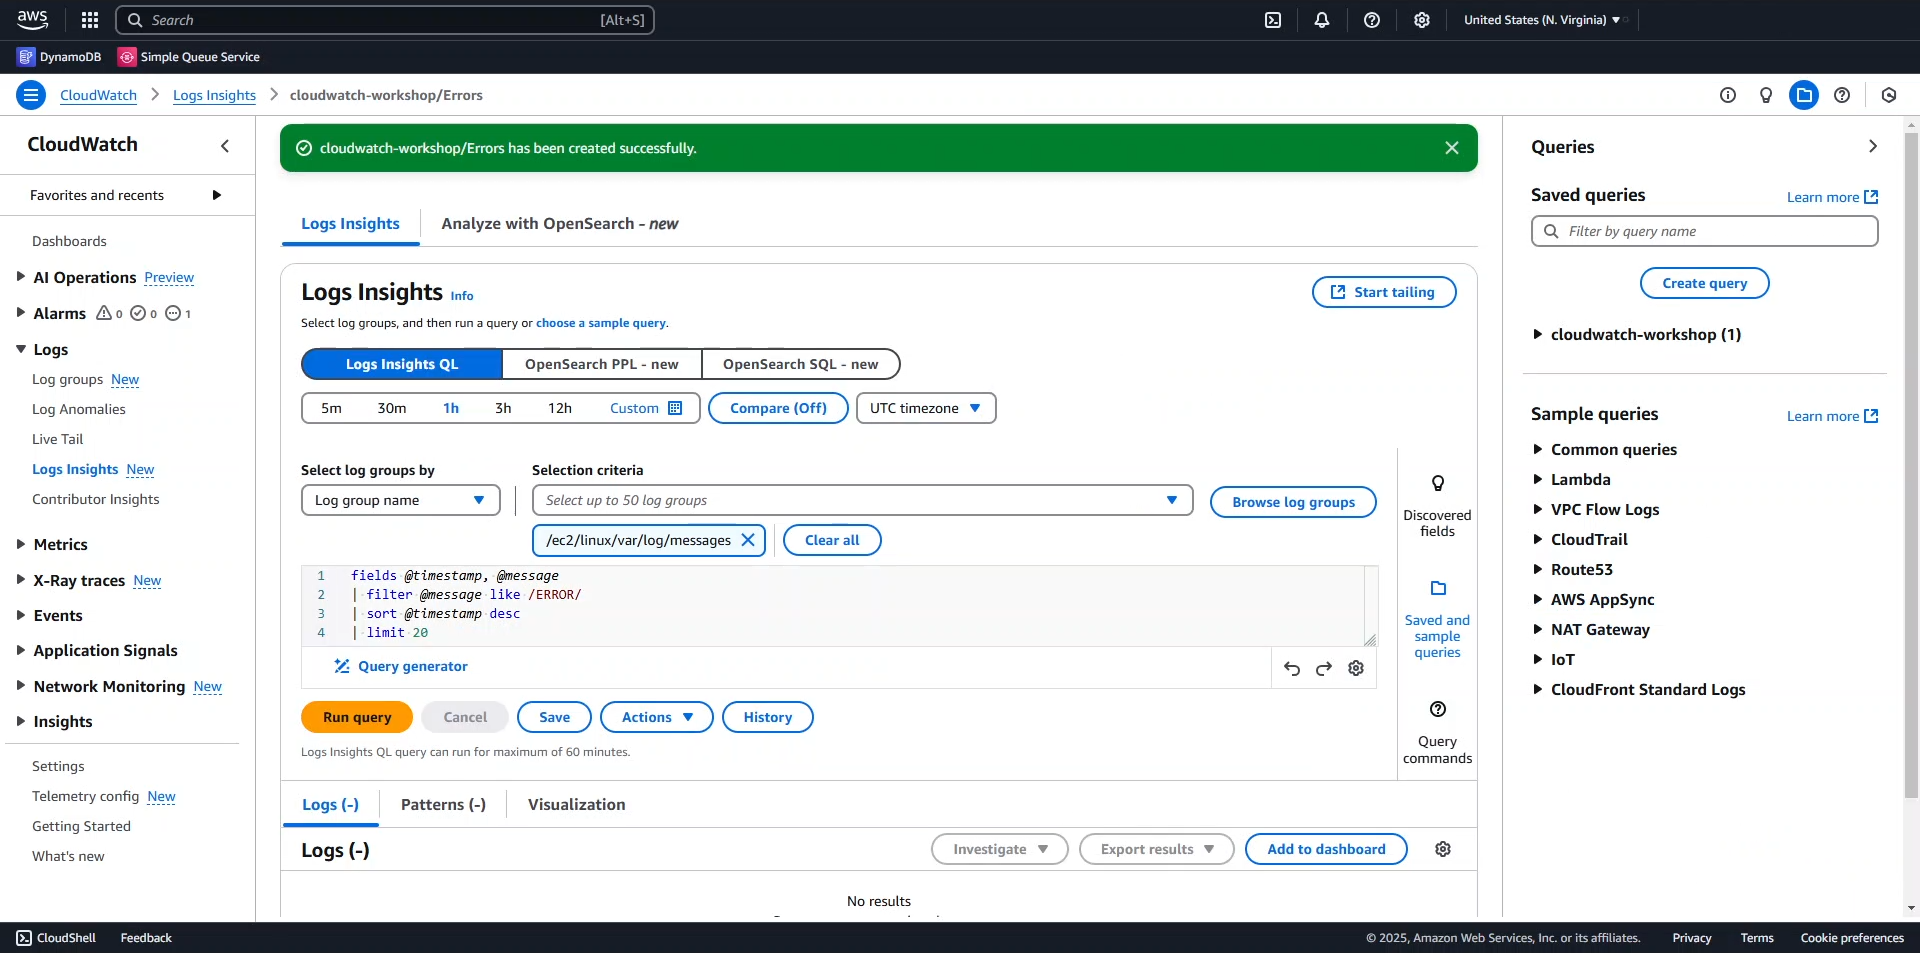 aws
Search [Alt+S]
United States (N. Virginia)
DynamoDB
Simple Queue Service
CloudWatch
Logs Insights
cloudwatch-workshop/Errors
CloudWatch
Favorites and recents
Dashboards
AI Operations Preview
Alarms 0 0 1
Logs
Log groups New
Log Anomalies
Live Tail
Logs Insights New
Contributor Insights
Metrics
X-Ray traces New
Events
Application Signals
Network Monitoring New
Insights
Settings
Telemetry config New
Getting Started
What's new
cloudwatch-workshop/Errors has been created successfully.
Logs Insights
Analyze with OpenSearch - new
Logs Insights Info
Start tailing
Select log groups, and then run a query or choose a sample query.
Logs Insights QL
OpenSearch PPL - new
OpenSearch SQL - new
5m 30m 1h 3h 12h Custom
Compare (Off)
UTC timezone
Select log groups by
Log group name
Selection criteria
Select up to 50 log groups
Browse log groups
/ec2/linux/var/log/messages
Clear all
1 fields @timestamp, @message
2 | filter @message like /ERROR/
3 | sort @timestamp desc
4 | limit 20
Query generator
Run query
Cancel
Save
Actions
History
Logs Insights QL query can run for maximum of 60 minutes.
Discovered
fields
Saved and
sample
queries
Query
commands
Logs (-)
Patterns (-)
Visualization
Logs (-)
Investigate
Export results
Add to dashboard
No results
Queries
Saved queries
Learn more
Filter by query name
Create query
cloudwatch-workshop (1)
Sample queries
Learn more
Common queries
Lambda
VPC Flow Logs
CloudTrail
Route53
AWS AppSync
NAT Gateway
IoT
CloudFront Standard Logs
CloudShell
Feedback
© 2025, Amazon Web Services, Inc. or its affiliates.
Privacy
Terms
Cookie preferences